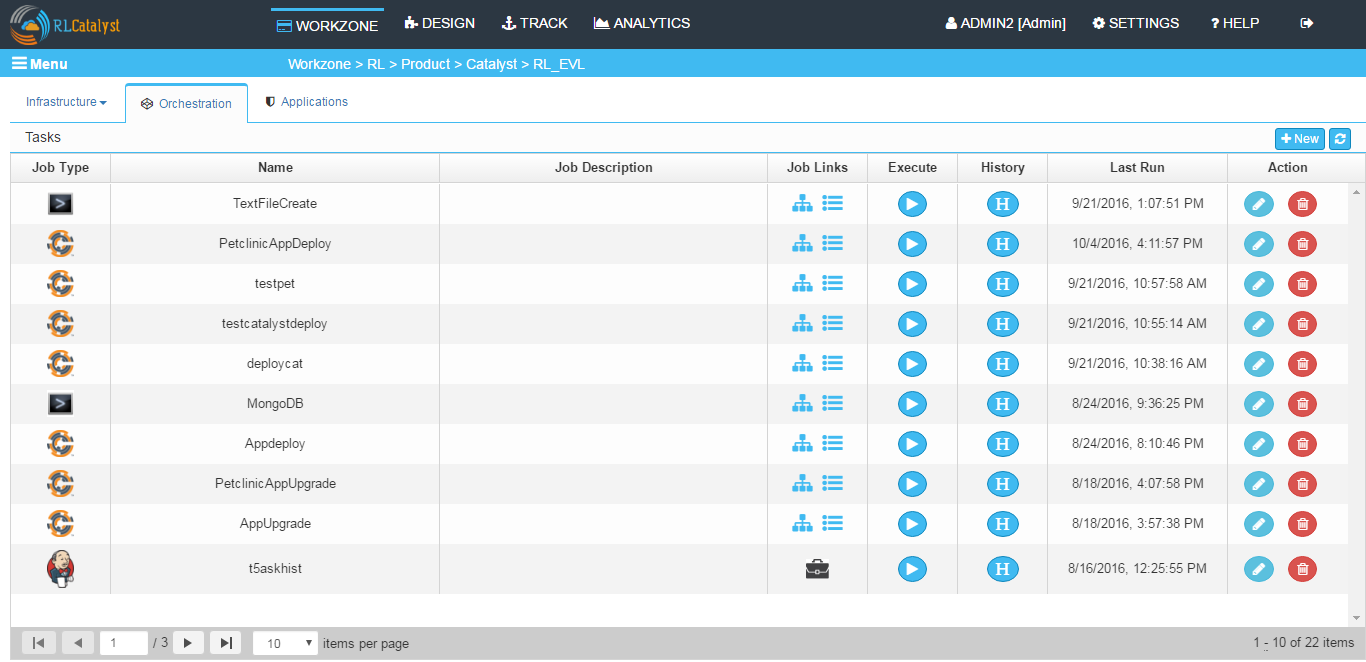 RLCatalyst WORKZONE DESIGN TRACK ANALYTICS ADMIN2 [Admin] SETTINGS ? HELP
Menu Workzone > RL > Product > Catalyst > RL_EVL
Infrastructure Orchestration Applications
Tasks + New
Job Type Name Job Description Job Links Execute History Last Run Action
TextFileCreate H 9/21/2016, 1:07:51 PM
PetclinicAppDeploy H 10/4/2016, 4:11:57 PM
testpet H 9/21/2016, 10:57:58 AM
testcatalystdeploy H 9/21/2016, 10:55:14 AM
deploycat H 9/21/2016, 10:38:16 AM
MongoDB H 8/24/2016, 9:36:25 PM
Appdeploy H 8/24/2016, 8:10:46 PM
PetclinicAppUpgrade H 8/18/2016, 4:07:58 PM
AppUpgrade H 8/18/2016, 3:57:38 PM
t5askhist H 8/16/2016, 12:25:55 PM
1 / 3 10 items per page 1 - 10 of 22 items